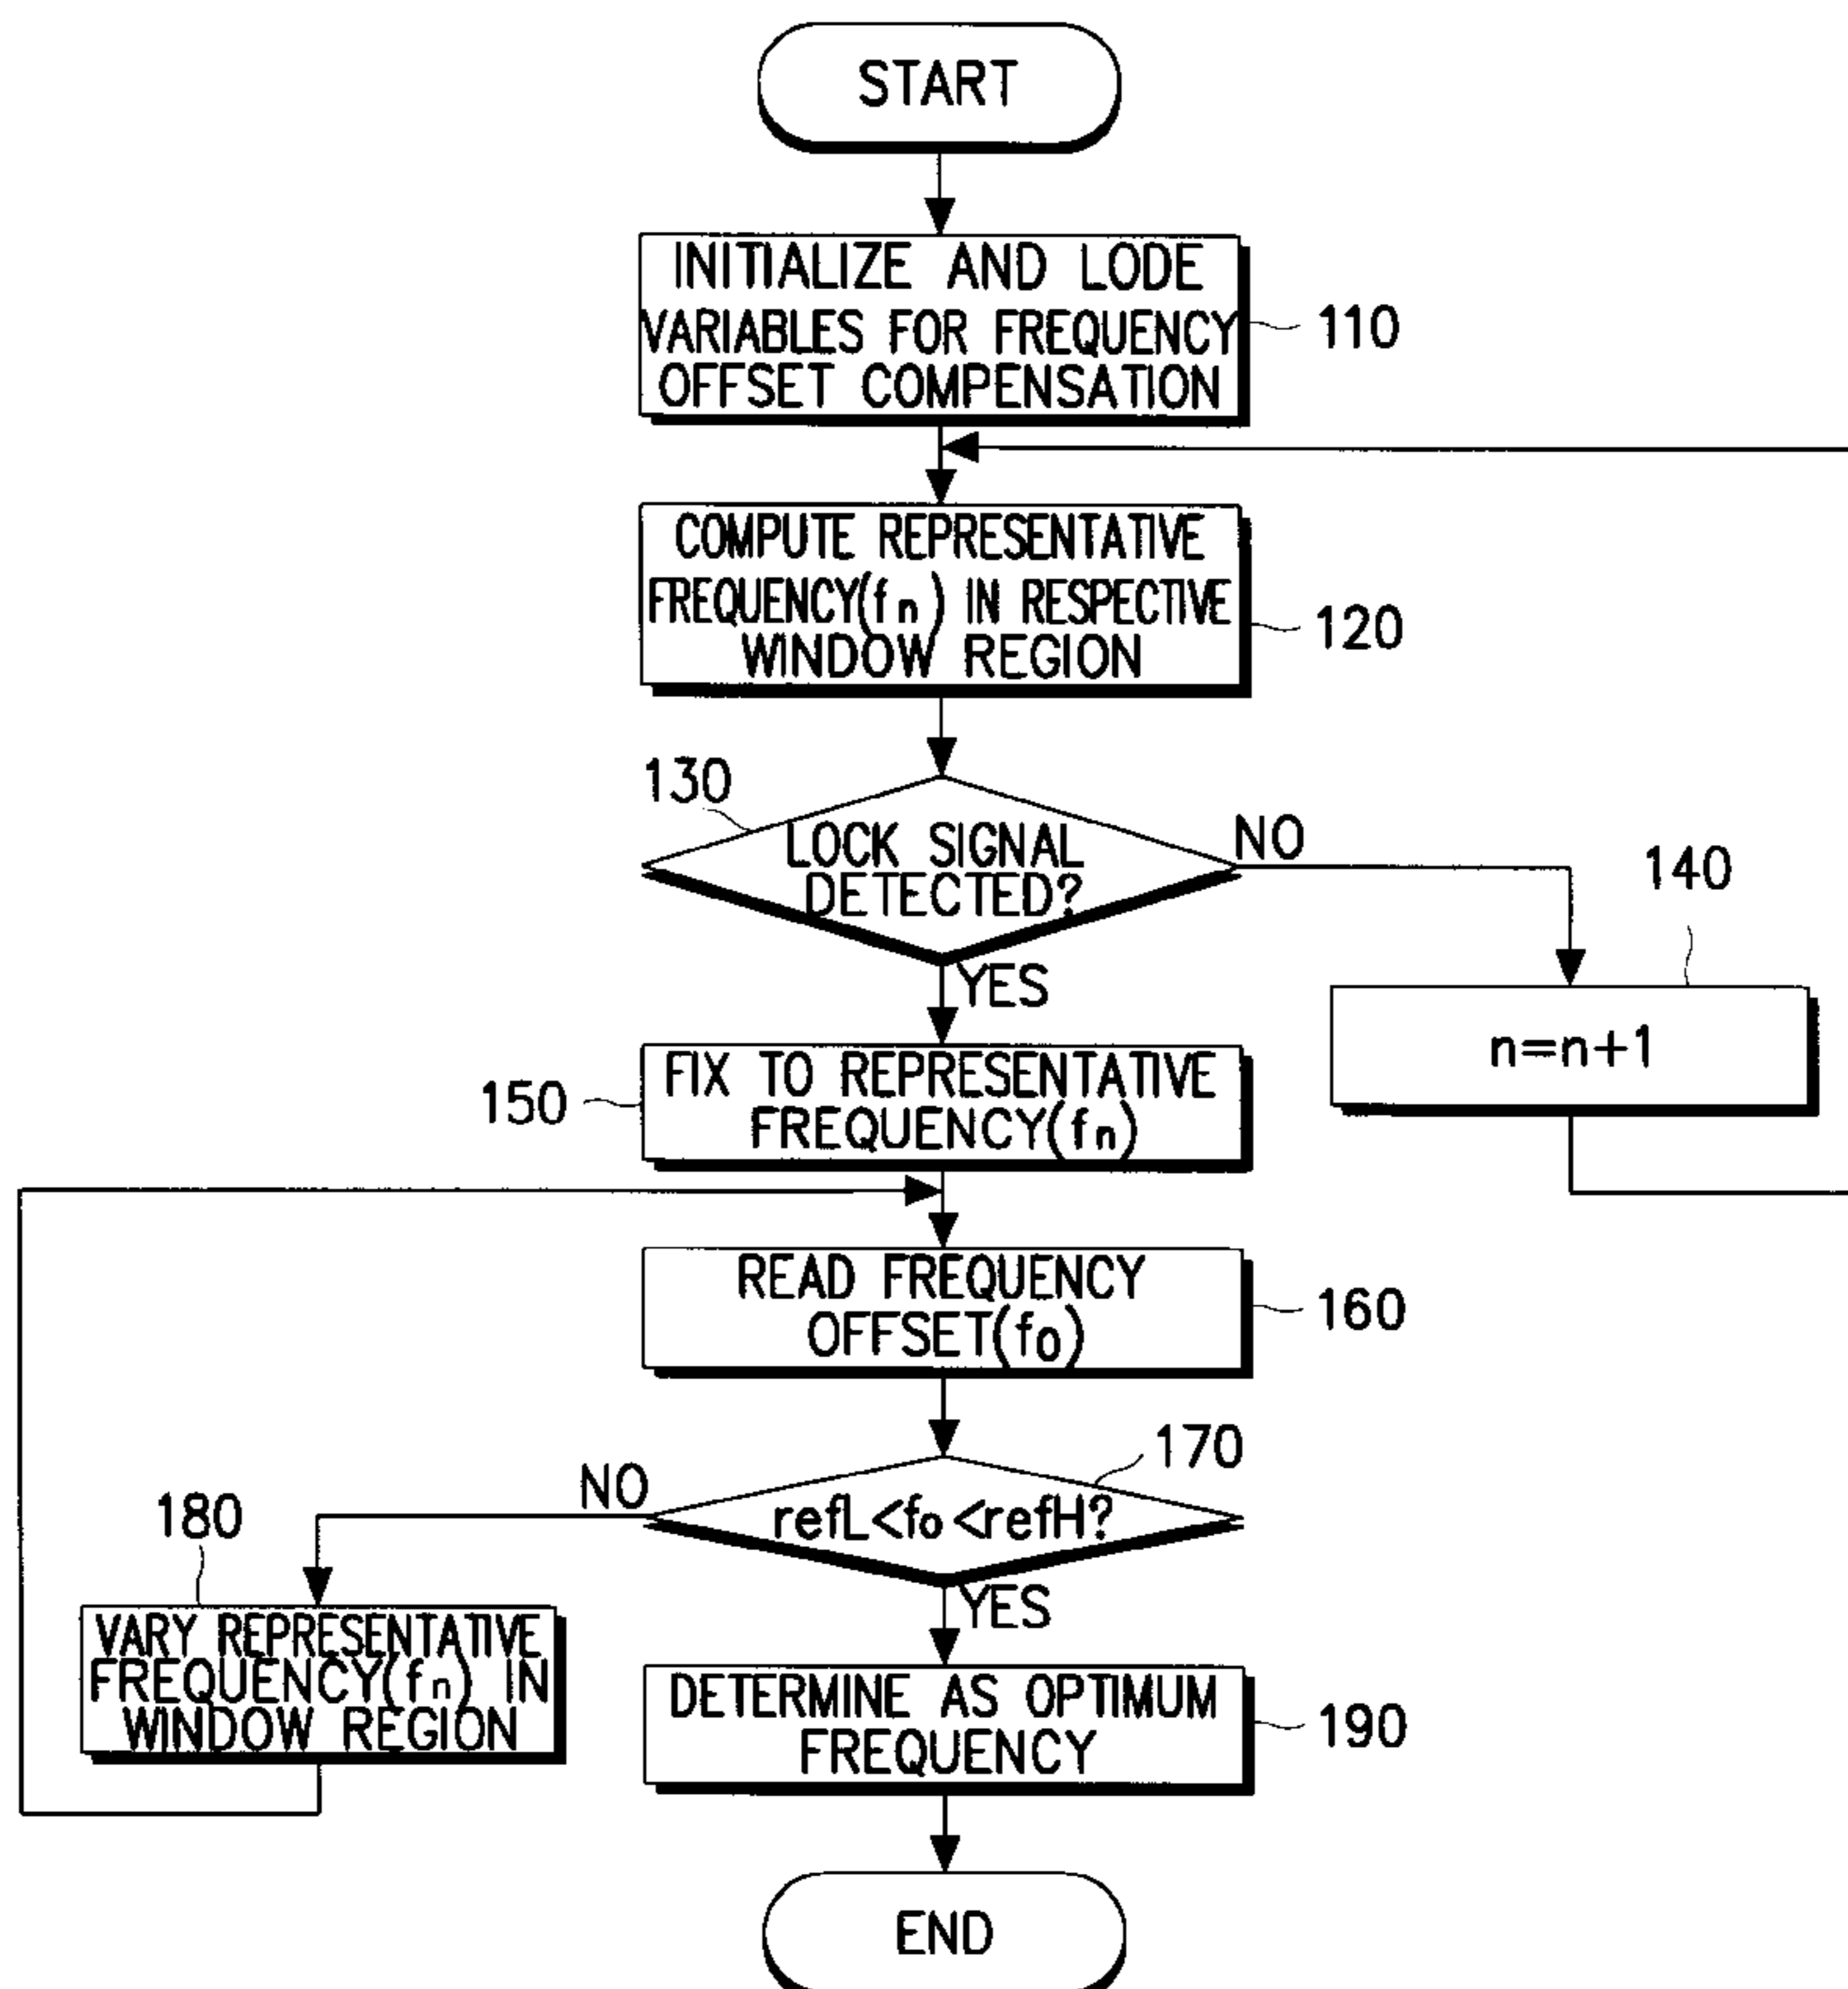 START
INITIALIZE AND LODE
VARIABLES FOR FREQUENCY
OFFSET COMPENSATION
110
COMPUTE REPRESENTATIVE
FREQUENCY(fn) IN RESPECTIVE
WINDOW REGION
120
130
LOCK SIGNAL
DETECTED?
NO
140
n=n+1
YES
150
FIX TO REPRESENTATIVE
FREQUENCY(fn)
READ FREQUENCY
OFFSET(fo)
160
170
refL<fo<refH?
NO
180
VARY REPRESENTATIVE
FREQUENCY(fn) IN
WINDOW REGION
YES
DETERMINE AS OPTIMUM
FREQUENCY
190
END